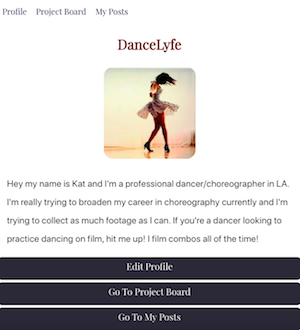 Profile Project Board My Posts
DanceLyfe
Hey my name is Kat and I'm a professional dancer/choreographer in LA.
I'm really trying to broaden my career in choreography currently and I'm
trying to collect as much footage as I can. If you're a dancer looking to
practice dancing on film, hit me up! I film combos all of the time!
Edit Profile
Go To Project Board
Go To My Posts